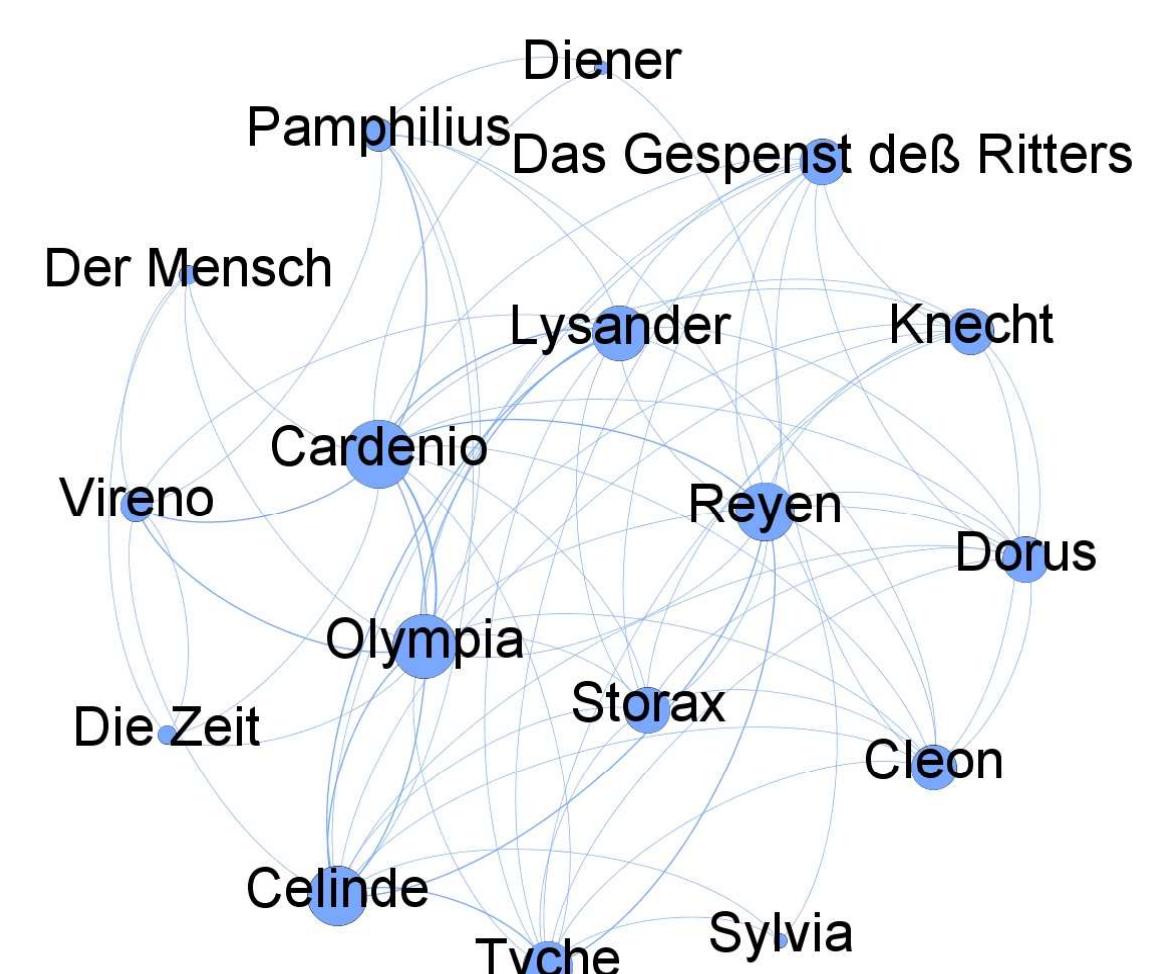 Diener
Pamphilius
Das Gespenst deß Ritters
Der Mensch
Lysander
Knecht
Cardenio
Vireno
Reyen
Dorus
Olympia
Storax
Die Zeit
Cleon
Celinde
Sylvia
Tyche